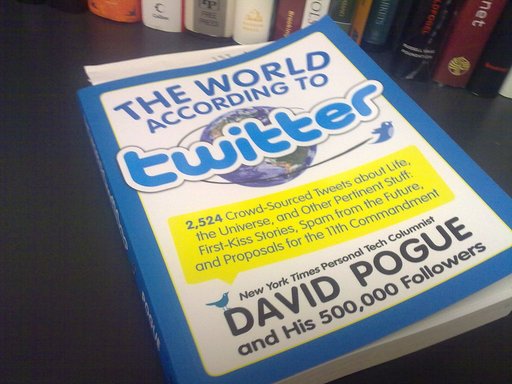 THE WORLD
ACCORDING TO
twitter
2,524 Crowd-Sourced Tweets about Life,
the Universe, and Other Pertinent Stuff:
First-Kiss Stories, Spam from the Future,
and Proposals for the 11th Commandment
New York Times Personal Tech Columnist
DAVID POGUE
and His 500,000 Followers
Collins